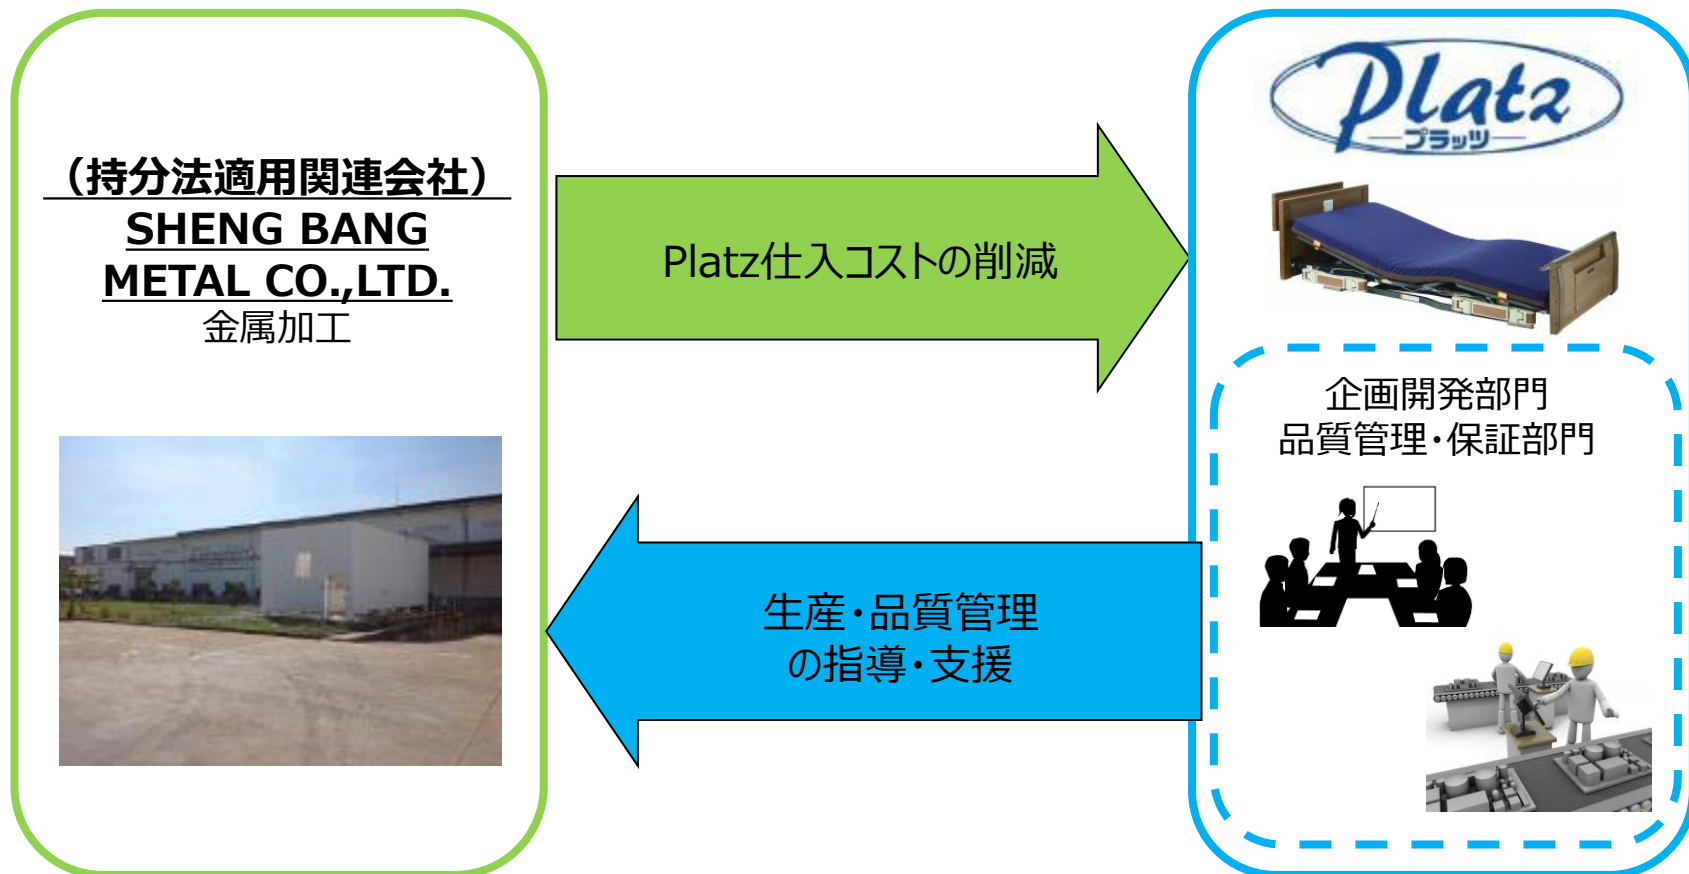 （持分法適用関連会社）
SHENG BANG
METAL CO.,LTD.
金属加工
Platz仕入コストの削減
生産・品質管理
の指導・支援
Platz
プラッツ
企画開発部門
品質管理・保証部門